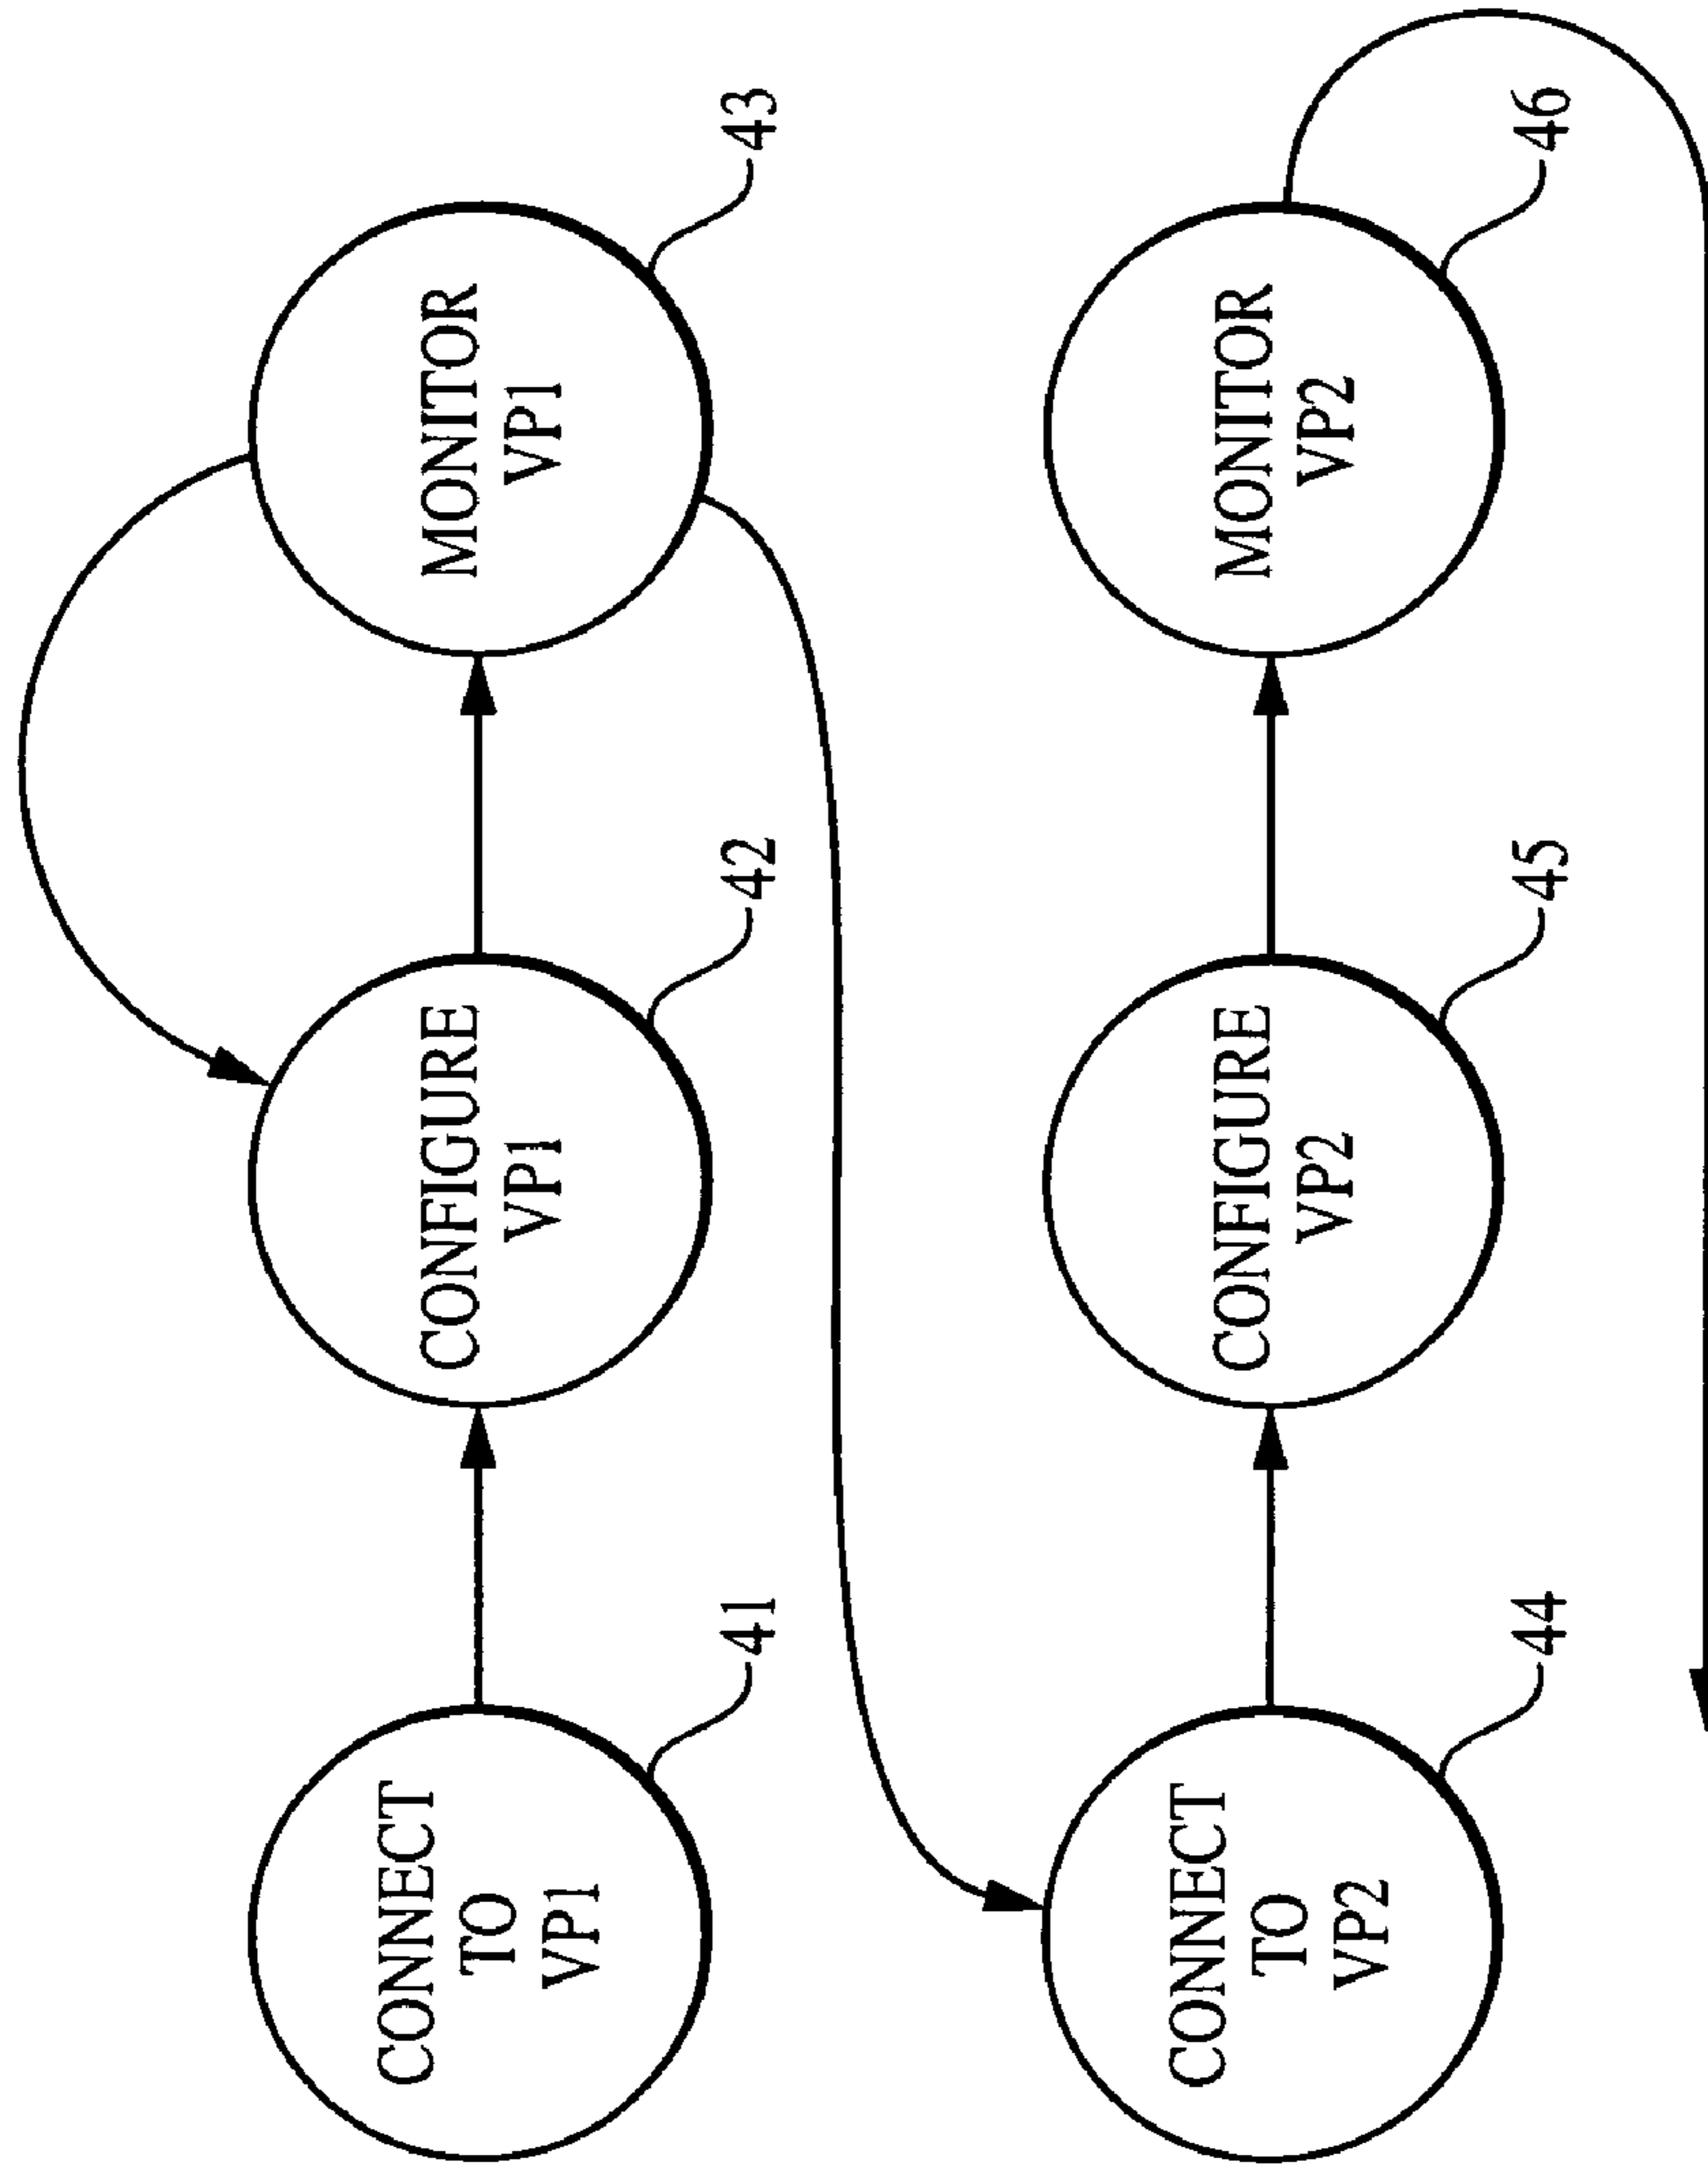 CONNECT
TO
VP1
41
CONFIGURE
VP1
42
MONITOR
VP1
43
CONNECT
TO
VP2
44
CONFIGURE
VP2
45
MONITOR
VP2
46